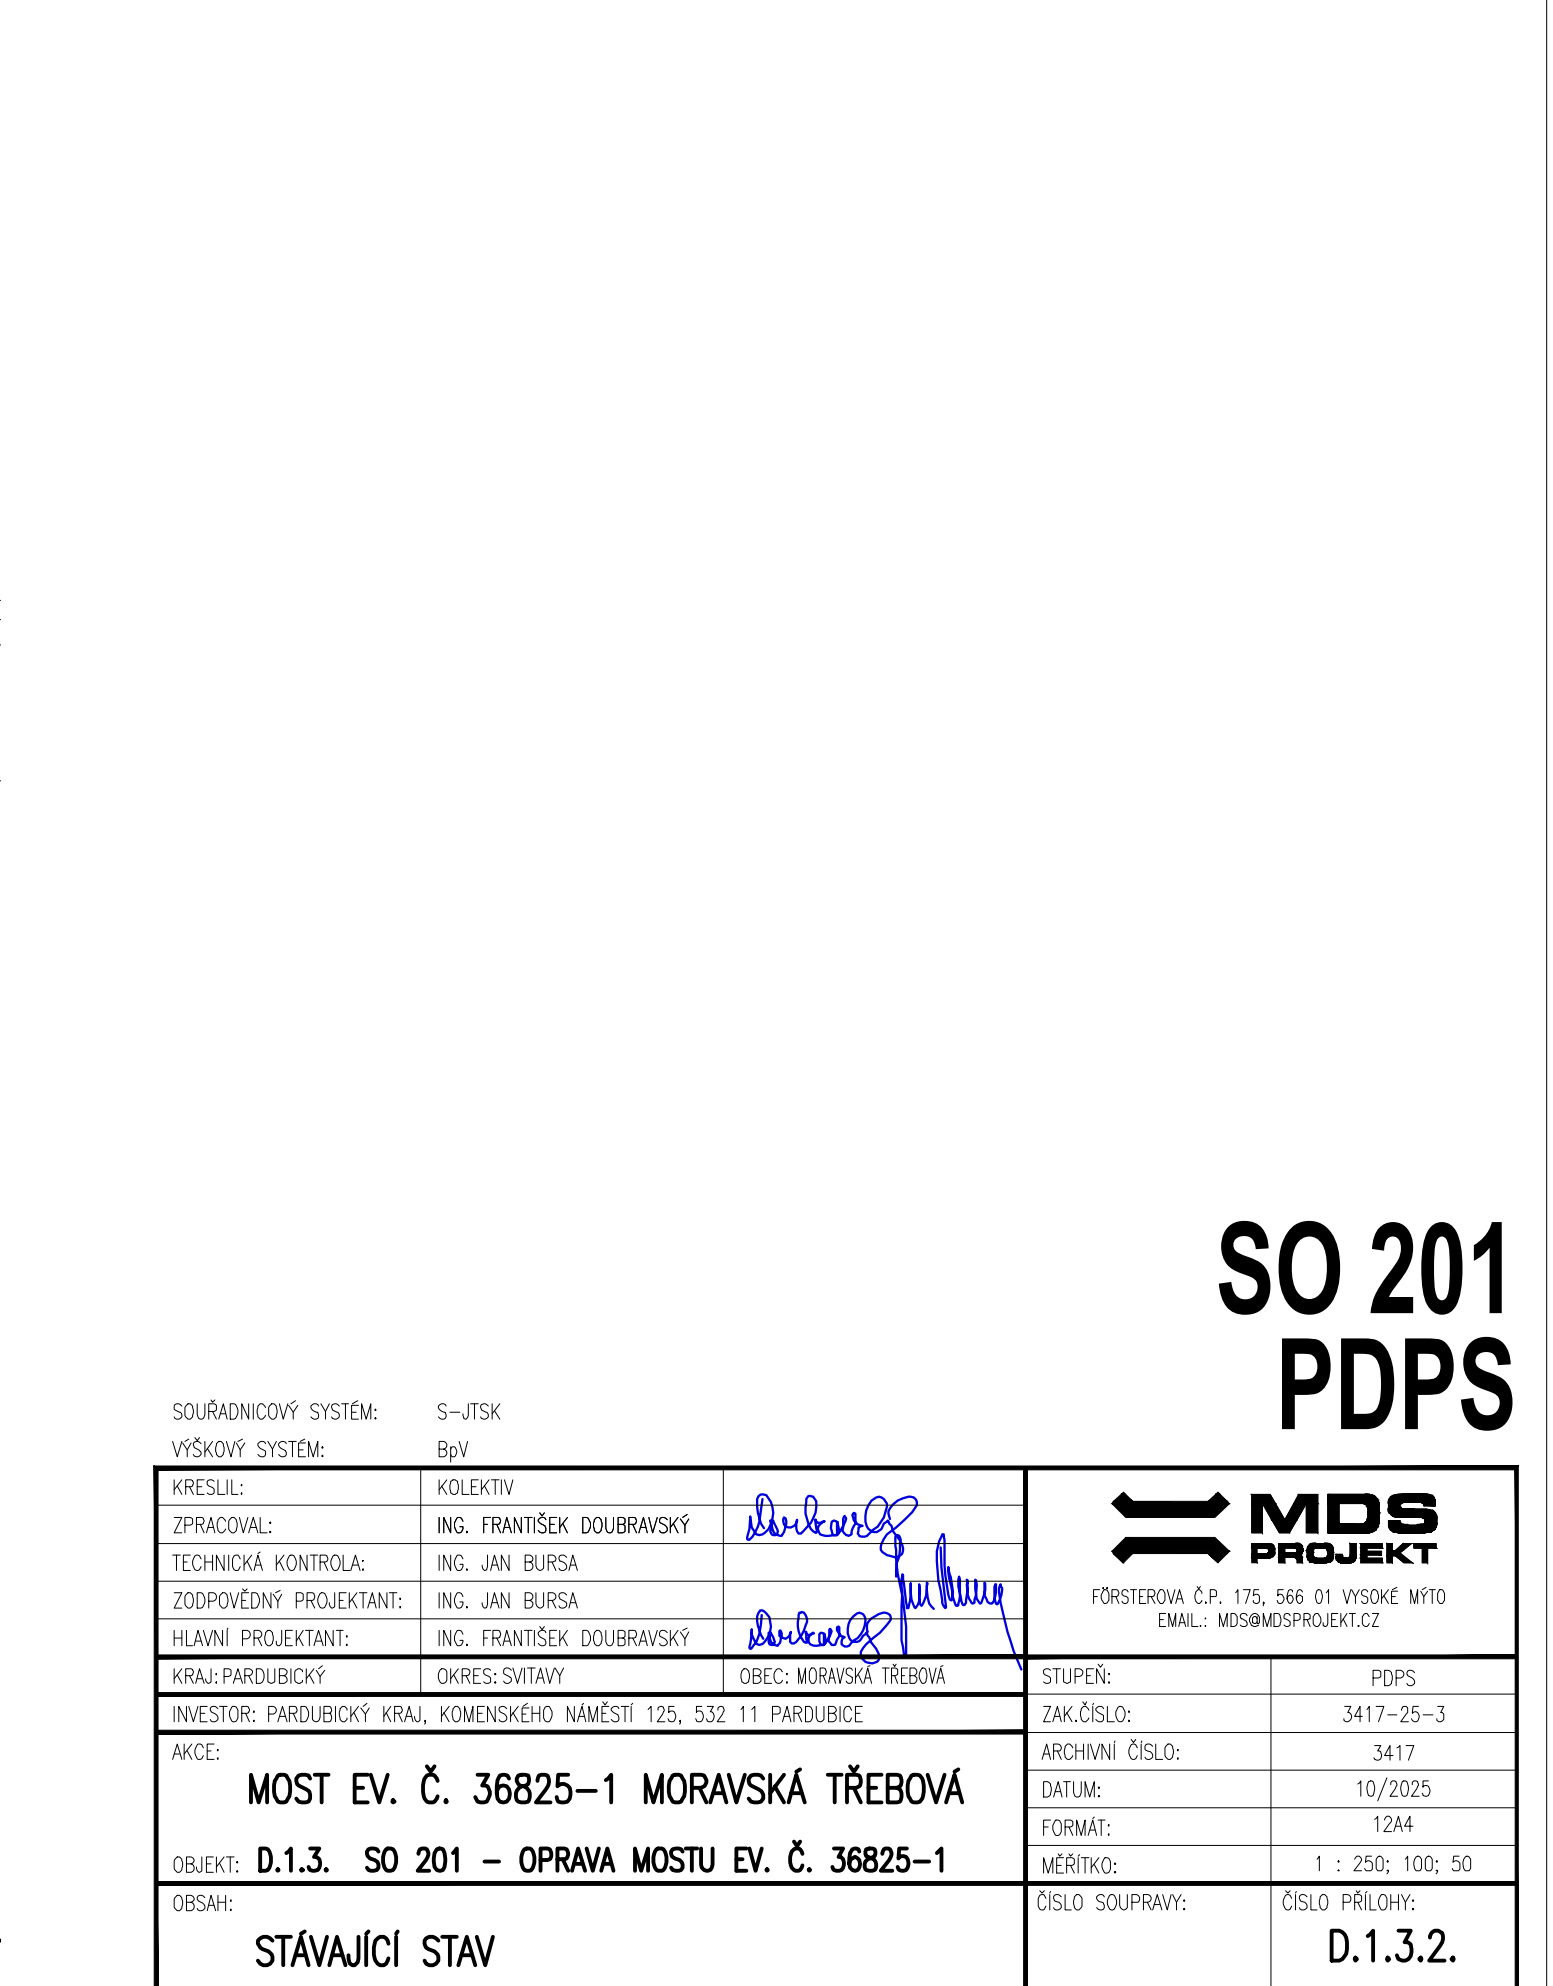 SO 201
PDPS
SOUŘADNICOVÝ SYSTÉM: S-JTSK
VÝŠKOVÝ SYSTÉM: BpV
KRESLIL: KOLEKTIV
ZPRACOVAL: ING. FRANTIŠEK DOUBRAVSKÝ
TECHNICKÁ KONTROLA: ING. JAN BURSA
ZODPOVĚDNÝ PROJEKTANT: ING. JAN BURSA
HLAVNÍ PROJEKTANT: ING. FRANTIŠEK DOUBRAVSKÝ
MDS
PROJEKT
FÖRSTEROVA Č.P. 175, 566 01 VYSOKÉ MÝTO
EMAIL.: MDS@MDSPROJEKT.CZ
KRAJ: PARDUBICKÝ OKRES: SVITAVY OBEC: MORAVSKÁ TŘEBOVÁ
INVESTOR: PARDUBICKÝ KRAJ, KOMENSKÉHO NÁMĚSTÍ 125, 532 11 PARDUBICE
AKCE:
MOST EV. Č. 36825-1 MORAVSKÁ TŘEBOVÁ
OBJEKT: D.1.3. SO 201 - OPRAVA MOSTU EV. Č. 36825-1
STUPEŇ: PDPS
ZAK.ČÍSLO: 3417-25-3
ARCHIVNÍ ČÍSLO: 3417
DATUM: 10/2025
FORMÁT: 12A4
MĚŘÍTKO: 1 : 250; 100; 50
OBSAH:
STÁVAJÍCÍ STAV
ČÍSLO SOUPRAVY: ČÍSLO PŘÍLOHY:
D.1.3.2.